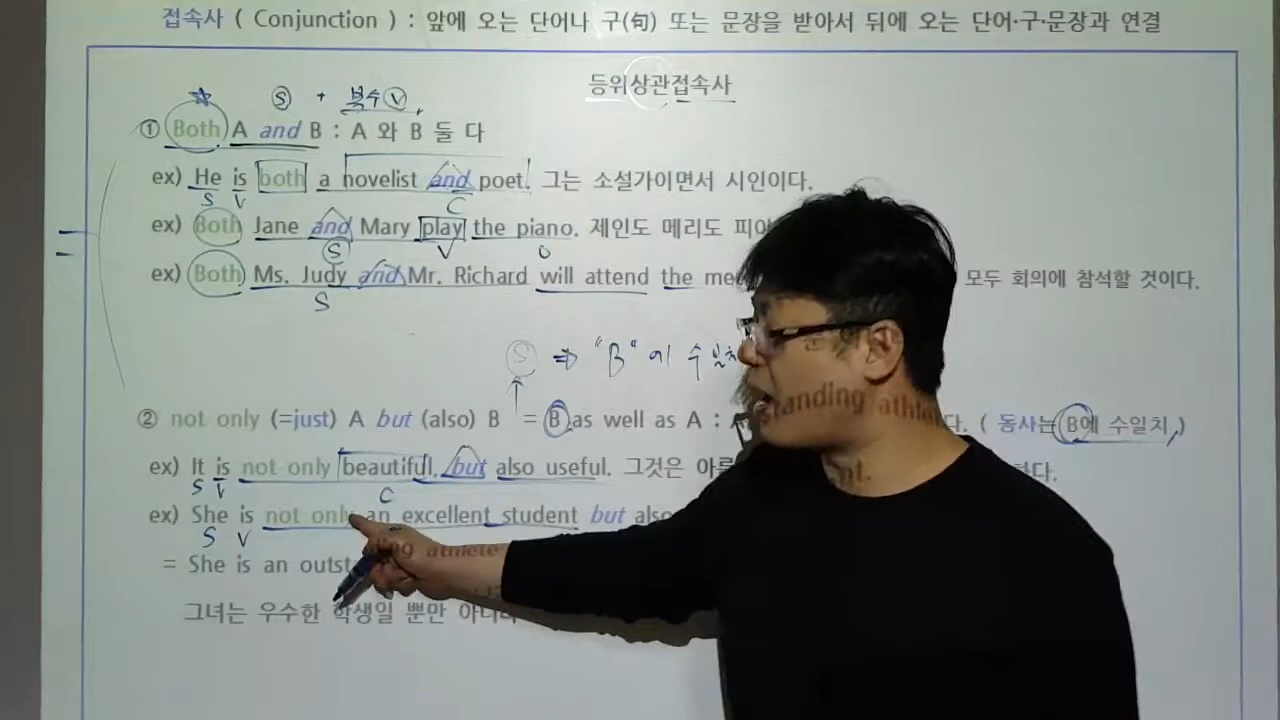 접속사 ( Conjunction ) : 앞에 오는 단어나 구(句) 또는 문장을 받아서 뒤에 오는 단어·구·문장과 연결
등위상관접속사
☆ S + 복수 V
① Both A and B : A 와 B 둘 다
ex) He is both a novelist and poet. 그는 소설가이면서 시인이다.
S V C
ex) Both Jane and Mary play the piano. 제인도 메리도
S V O
ex) Both Ms. Judy and Mr. Richard will attend the 모두 회의에 참석할 것이다.
S
S ⇒ "B"에 수
② not only (=just) A but (also) B = B as well as A : ( 동사는 B에 수일치 )
ex) It is not only beautiful, but also useful. 그것은
S V C
ex) She is not only an excellent student but also
S V
= She is an
그녀는 우수한 학생일 뿐만